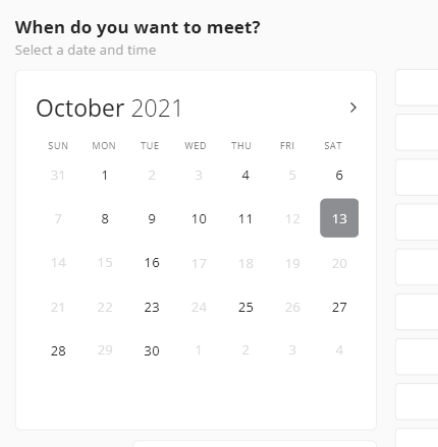 When do you want to meet?
Select a date and time
October 2021 >
SUN MON TUE WED THU FRI SAT
31 1 2 3 4 5 6
7 8 9 10 11 12 13
14 15 16 17 18 19 20
21 22 23 24 25 26 27
28 29 30 1 2 3 4